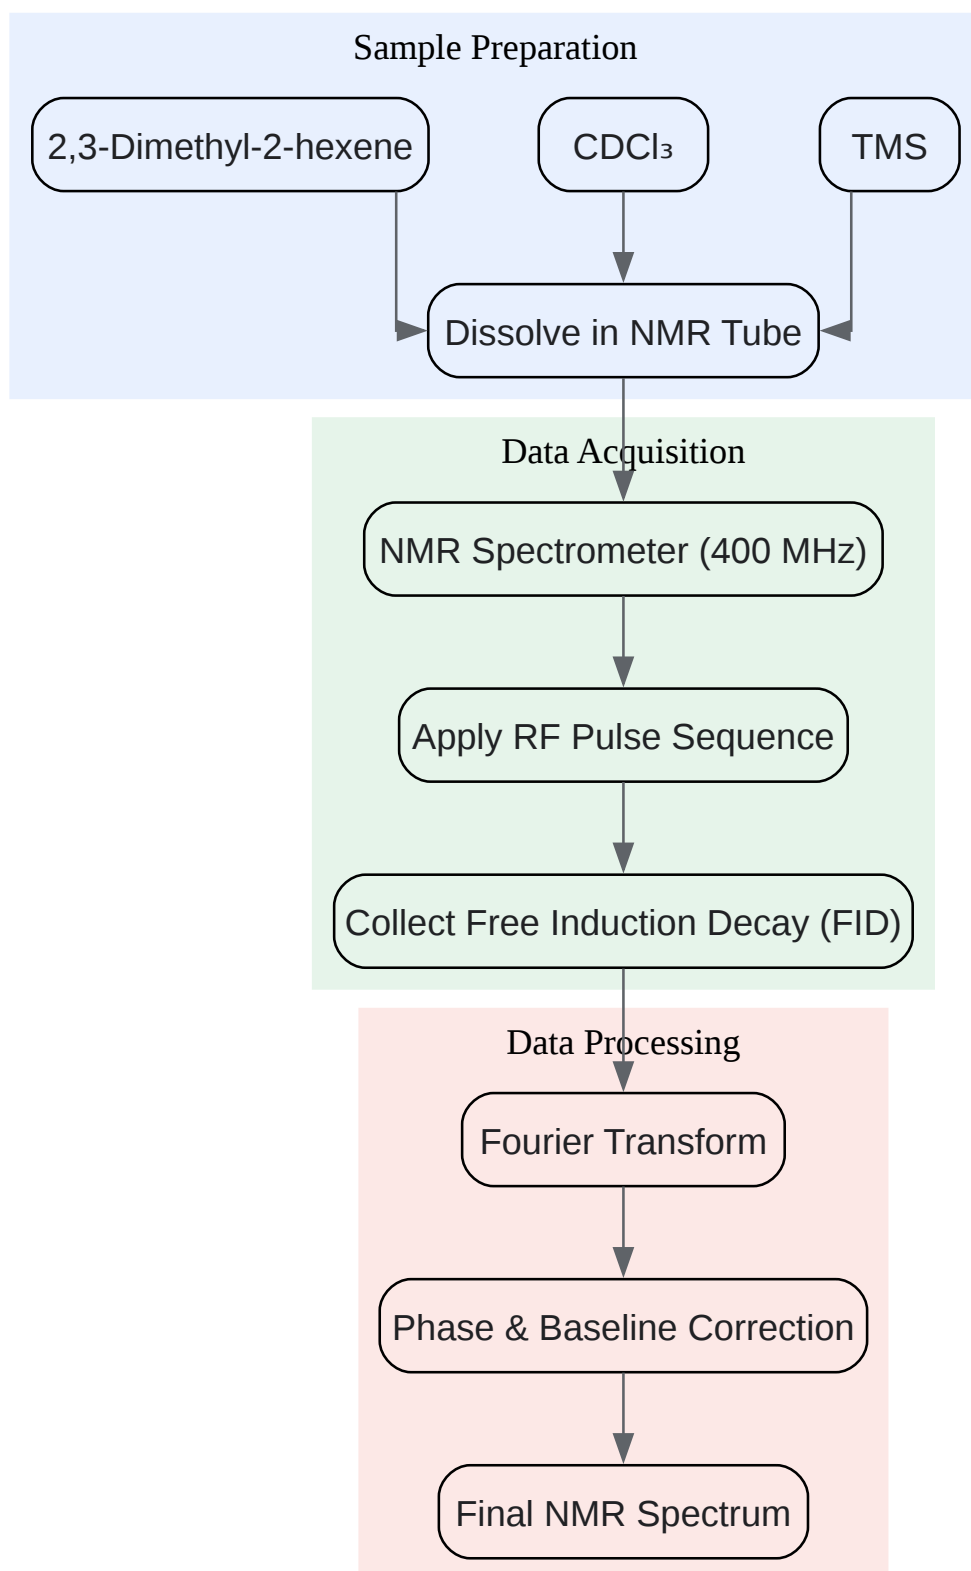 Sample Preparation
2,3-Dimethyl-2-hexene
CDCl₃
TMS
Dissolve in NMR Tube
Data Acquisition
NMR Spectrometer (400 MHz)
Apply RF Pulse Sequence
Collect Free Induction Decay (FID)
Data Processing
Fourier Transform
Phase & Baseline Correction
Final NMR Spectrum